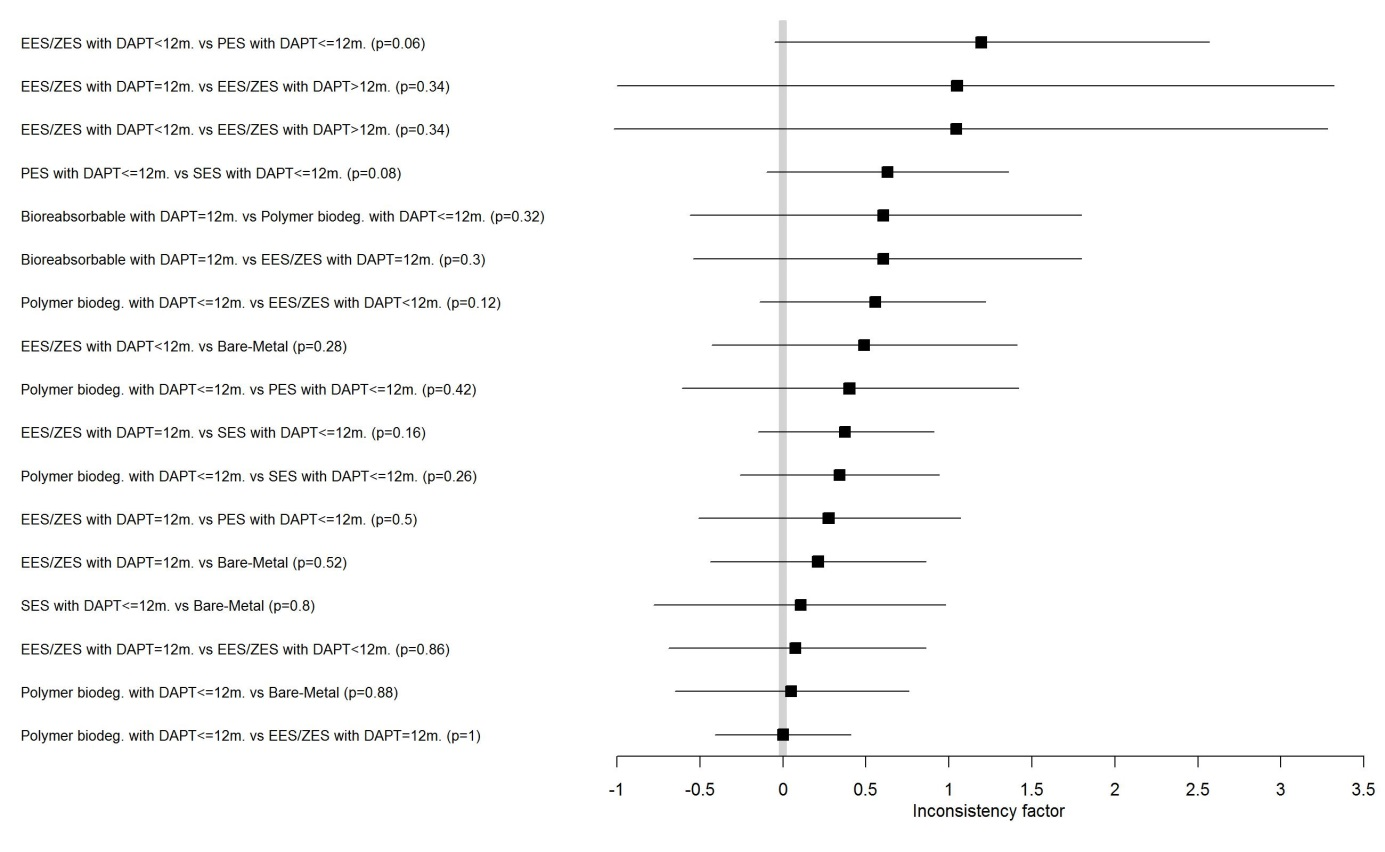 EES/ZES with DAPT<12m. vs PES with DAPT<=12m. (p=0.06)
EES/ZES with DAPT=12m. vs EES/ZES with DAPT>12m. (p=0.34)
EES/ZES with DAPT<12m. vs EES/ZES with DAPT>12m. (p=0.34)
PES with DAPT<=12m. vs SES with DAPT<=12m. (p=0.08)
Bioreabsorbable with DAPT=12m. vs Polymer biodeg. with DAPT<=12m. (p=0.32)
Bioreabsorbable with DAPT=12m. vs EES/ZES with DAPT=12m. (p=0.3)
Polymer biodeg. with DAPT<=12m. vs EES/ZES with DAPT<12m. (p=0.12)
EES/ZES with DAPT<12m. vs Bare-Metal (p=0.28)
Polymer biodeg. with DAPT<=12m. vs PES with DAPT<=12m. (p=0.42)
EES/ZES with DAPT=12m. vs SES with DAPT<=12m. (p=0.16)
Polymer biodeg. with DAPT<=12m. vs SES with DAPT<=12m. (p=0.26)
EES/ZES with DAPT=12m. vs PES with DAPT<=12m. (p=0.5)
EES/ZES with DAPT=12m. vs Bare-Metal (p=0.52)
SES with DAPT<=12m. vs Bare-Metal (p=0.8)
EES/ZES with DAPT=12m. vs EES/ZES with DAPT<12m. (p=0.86)
Polymer biodeg. with DAPT<=12m. vs Bare-Metal (p=0.88)
Polymer biodeg. with DAPT<=12m. vs EES/ZES with DAPT=12m. (p=1)
-1 -0.5 0 0.5 1 1.5 2 2.5 3 3.5
Inconsistency factor